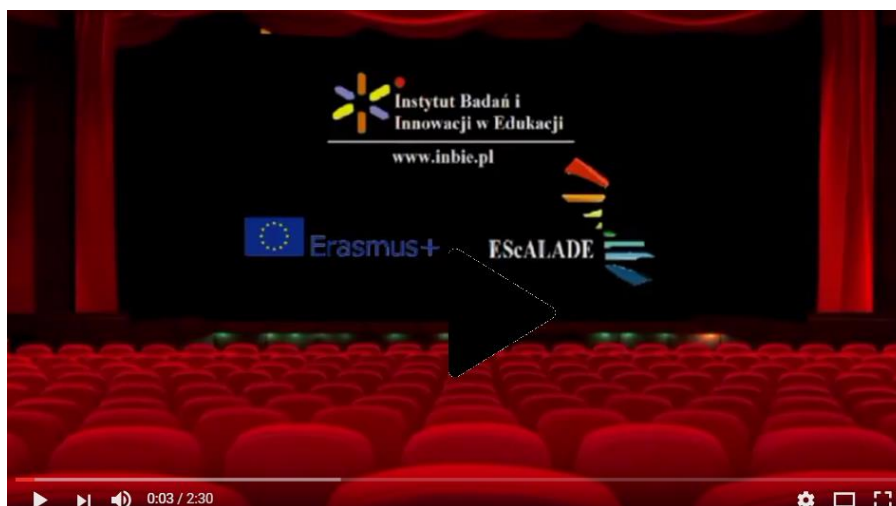 Instytut Badań i
Innowacji w Edukacji
www.inbie.pl
Erasmus+
EScALADE
0:03 / 2:30